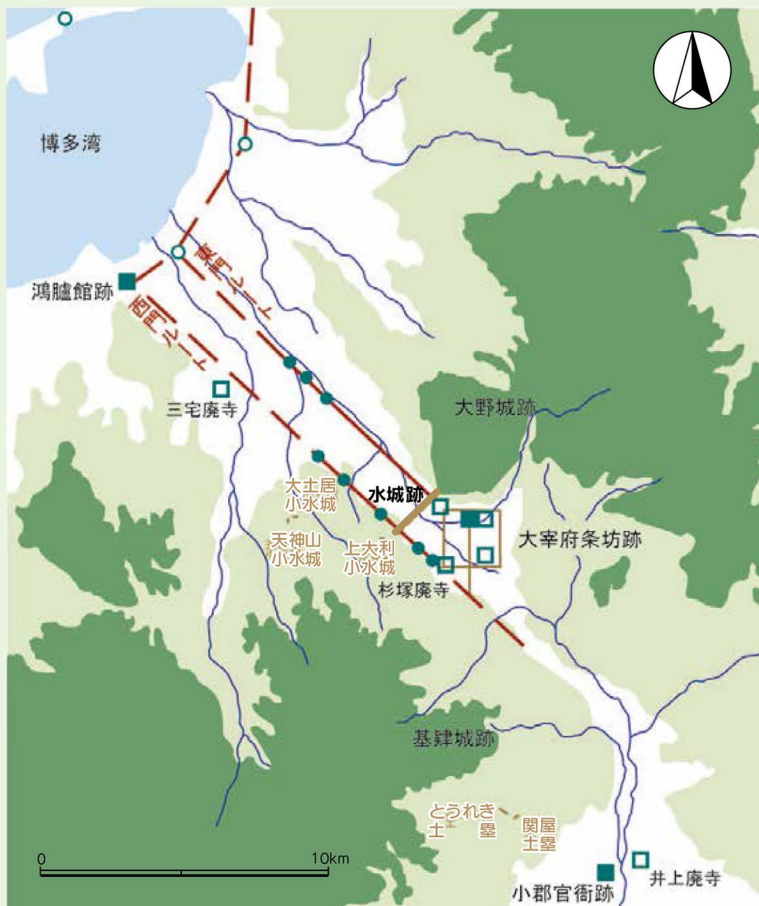 博多湾
鴻臚館跡
東門ルート
西門ルート
三宅廃寺
大野城跡
大土居
小水城
水城跡
天神山
小水城
上大利
小水城
大宰府条坊跡
杉塚廃寺
基肄城跡
とうれぎ
土塁
関屋
土塁
0
10km
小郡官衙跡
井上廃寺